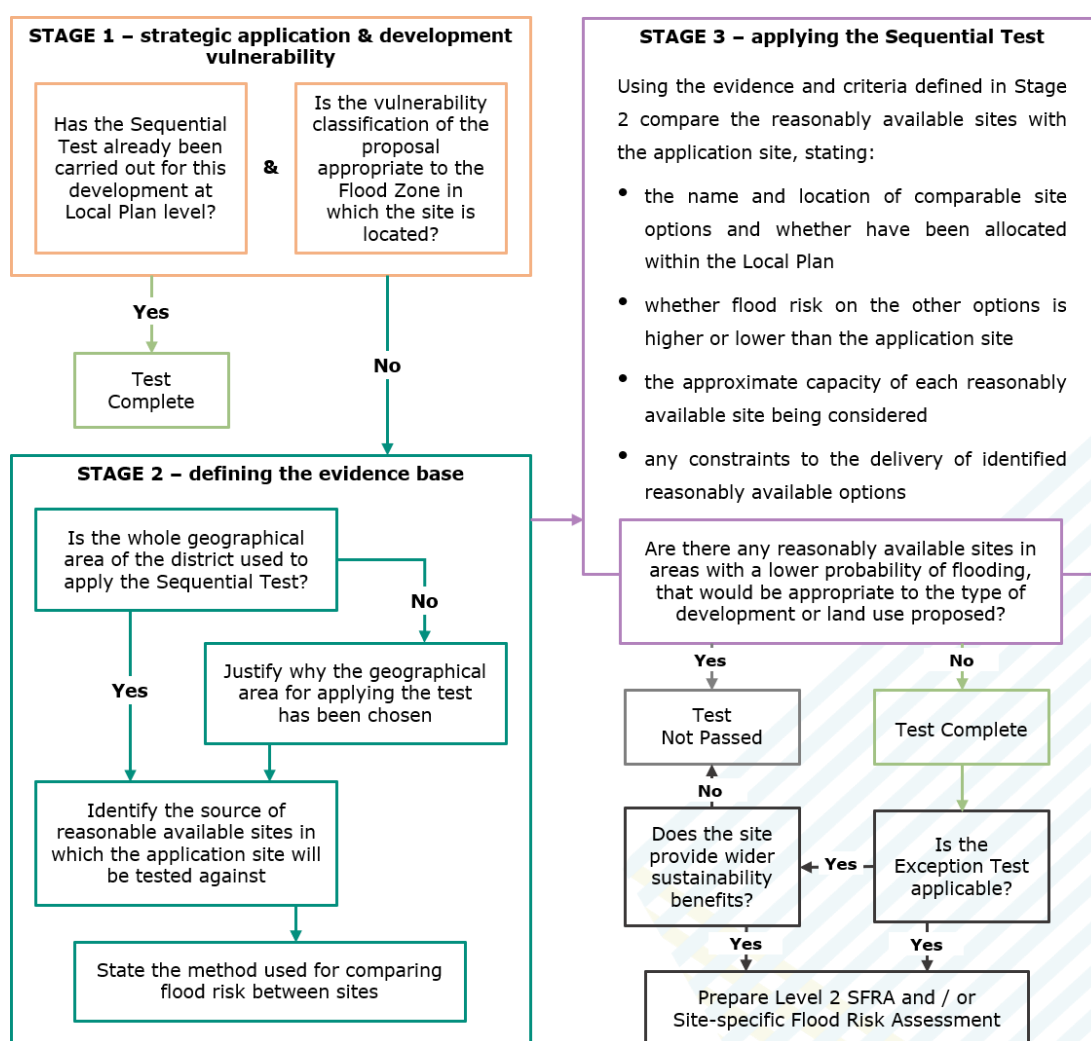 STAGE 1 – strategic application & development
vulnerability
Has the Sequential
Test already been
carried out for this
development at
Local Plan level?
&
Is the vulnerability
classification of the
proposal
appropriate to the
Flood Zone in
which the site is
located?
Yes
Test
Complete
No
STAGE 2 – defining the evidence base
Is the whole geographical
area of the district used to
apply the Sequential Test?
No
Yes
Justify why the geographical
area for applying the test
has been chosen
Identify the source of
reasonable available sites in
which the application site will
be tested against
State the method used for comparing
flood risk between sites
STAGE 3 – applying the Sequential Test
Using the evidence and criteria defined in Stage
2 compare the reasonably available sites with
the application site, stating:
• the name and location of comparable site
options and whether have been allocated
within the Local Plan
• whether flood risk on the other options is
higher or lower than the application site
• the approximate capacity of each reasonably
available site being considered
• any constraints to the delivery of identified
reasonably available options
Are there any reasonably available sites in
areas with a lower probability of flooding,
that would be appropriate to the type of
development or land use proposed?
Yes
No
Test
Not Passed
Test Complete
No
Does the site
provide wider
sustainability
benefits?
Yes
Is the
Exception Test
applicable?
Yes
Yes
Prepare Level 2 SFRA and / or
Site-specific Flood Risk Assessment